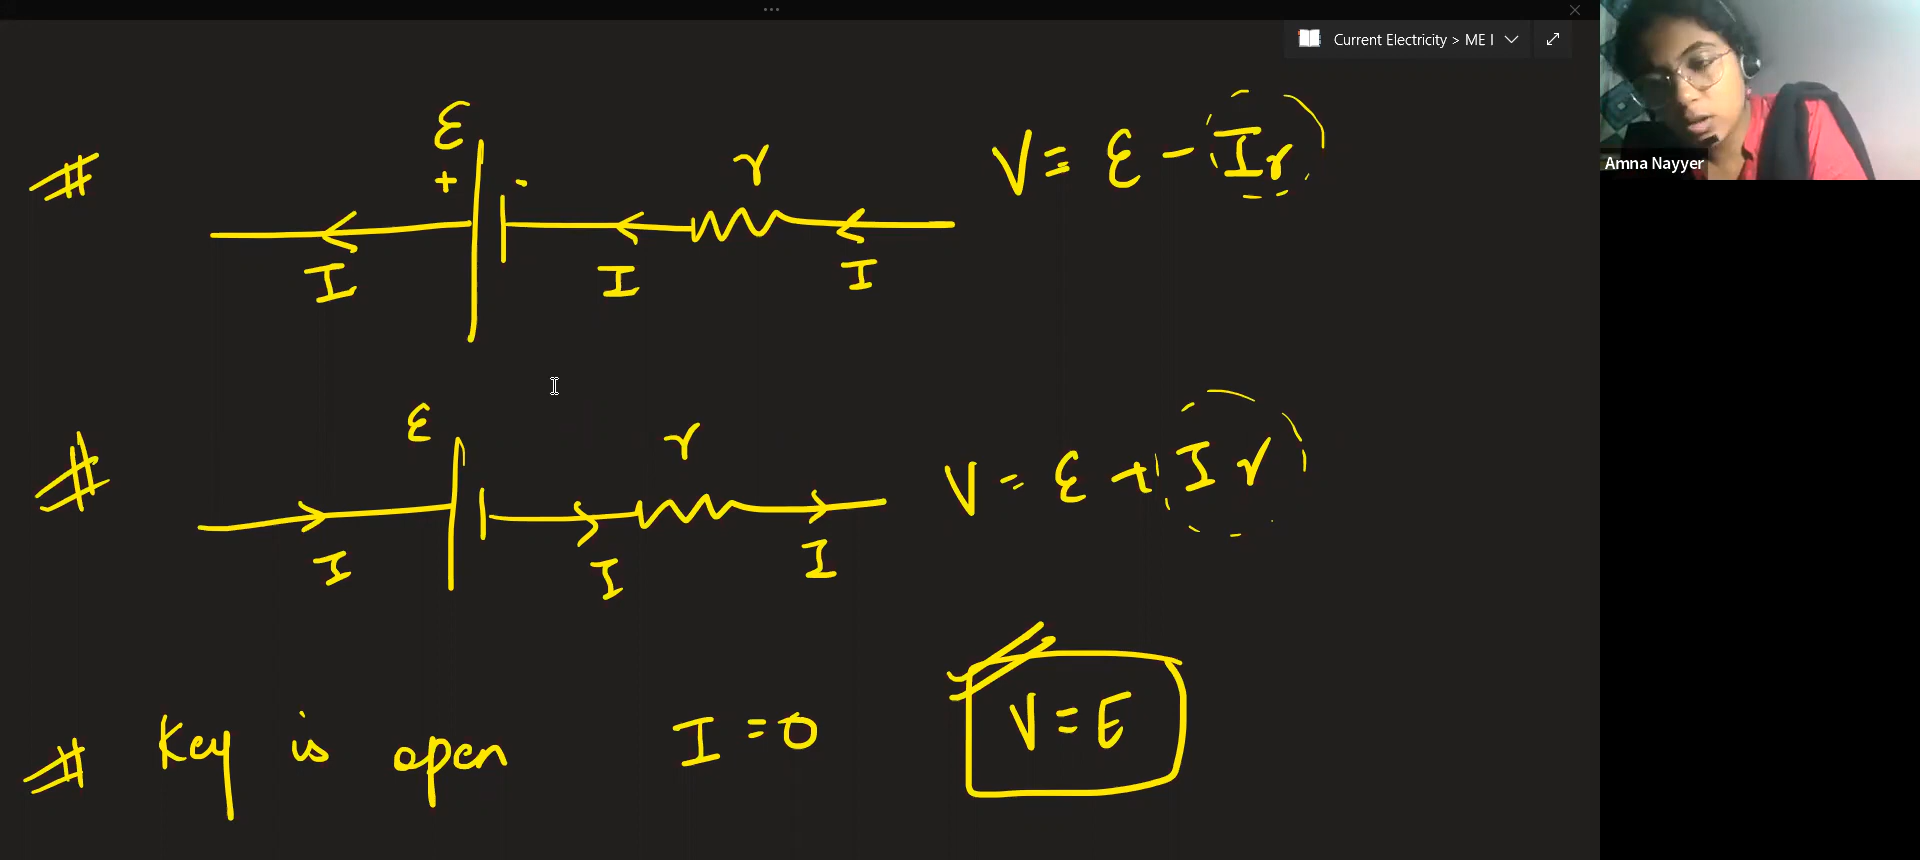 Current Electricity > ME I
Amna Nayyer
# ε + - r V = ε - Ir
I I I
# ε r V = ε + Ir
I I I
# Key is open I = 0 V = E